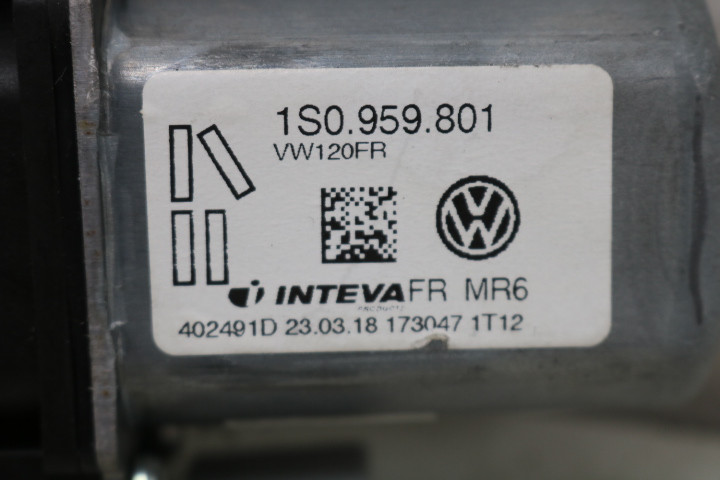 1S0.959.801
VW120FR
INTEVA FR MR6
402491D 23.03.18 173047 1T12